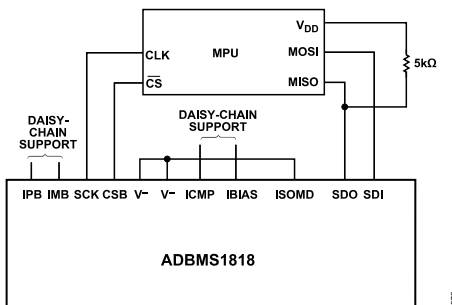 VDD
CLK
MPU
MOSI
5kΩ
CS
MISO
DAISY-
CHAIN
SUPPORT
DAISY-CHAIN
SUPPORT
IPB IMB SCK CSB V– V– ICMP IBIAS ISOMD SDO SDI
ADBMS1818